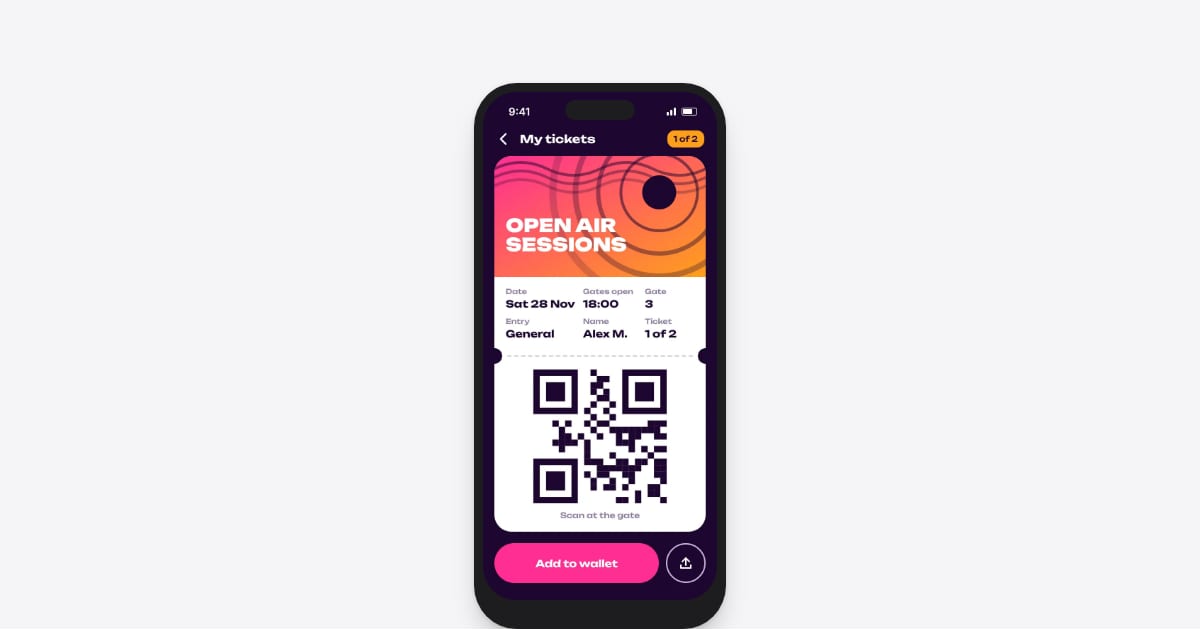 9:41
My tickets
1 of 2
OPEN AIR
SESSIONS
Date Gates open Gate
Sat 28 Nov 18:00 3
Entry Name Ticket
General Alex M. 1 of 2
Scan at the gate
Add to wallet